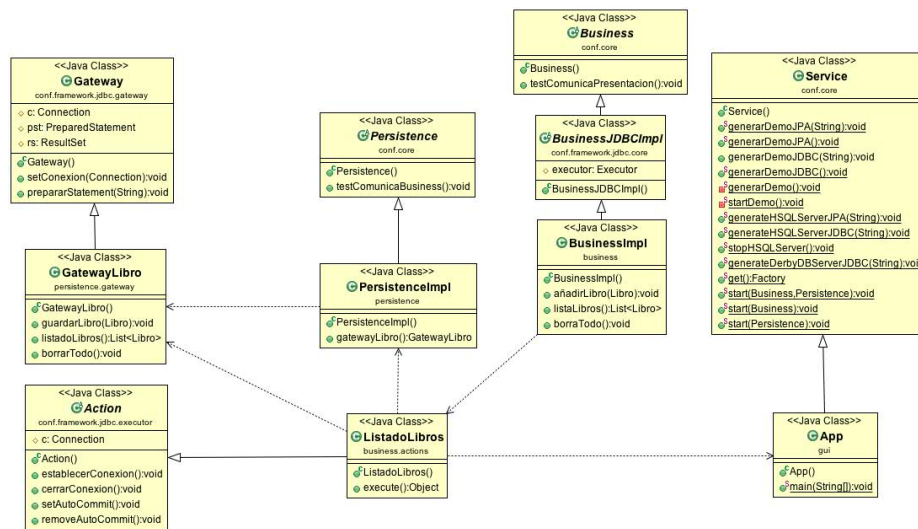 <<Java Class>>
Business
conf.core
Business()
testComunicaPresentacion():void
<<Java Class>>
Gateway
conf.framework.jdbc.gateway
c: Connection
pst: PreparedStatement
rs: ResultSet
Gateway()
setConexion(Connection):void
prepararStatement(String):void
<<Java Class>>
Persistence
conf.core
Persistence()
testComunicaBusiness():void
<<Java Class>>
BusinessJDBCImpl
conf.framework.jdbc.core
executor: Executor
BusinessJDBCImpl()
<<Java Class>>
Service
conf.core
Service()
generarDemoJPA(String):void
generarDemoJPA():void
generarDemoJDBC(String):void
generarDemoJDBC():void
generarDemo():void
startDemo():void
generateHSQLServerJPA(String):void
generateHSQLServerJDBC(String):void
stopHSQLServer():void
generateDerbyDBServerJDBC(String):void
get():Factory
start(Business,Persistence):void
start(Business):void
start(Persistence):void
<<Java Class>>
GatewayLibro
persistence.gateway
GatewayLibro()
guardarLibro(Libro):void
listadoLibros():List<Libro>
borrarTodo():void
<<Java Class>>
PersistenceImpl
persistence
PersistenceImpl()
gatewayLibro():GatewayLibro
<<Java Class>>
BusinessImpl
business
BusinessImpl()
añadirLibro(Libro):void
listaLibros():List<Libro>
borraTodo():void
<<Java Class>>
Action
conf.framework.jdbc.executor
c: Connection
Action()
establecerConexion():void
cerrarConexion():void
setAutoCommit():void
removeAutoCommit():void
<<Java Class>>
ListadoLibros
business.actions
ListadoLibros()
execute():Object
<<Java Class>>
App
gui
App()
main(String[]):void